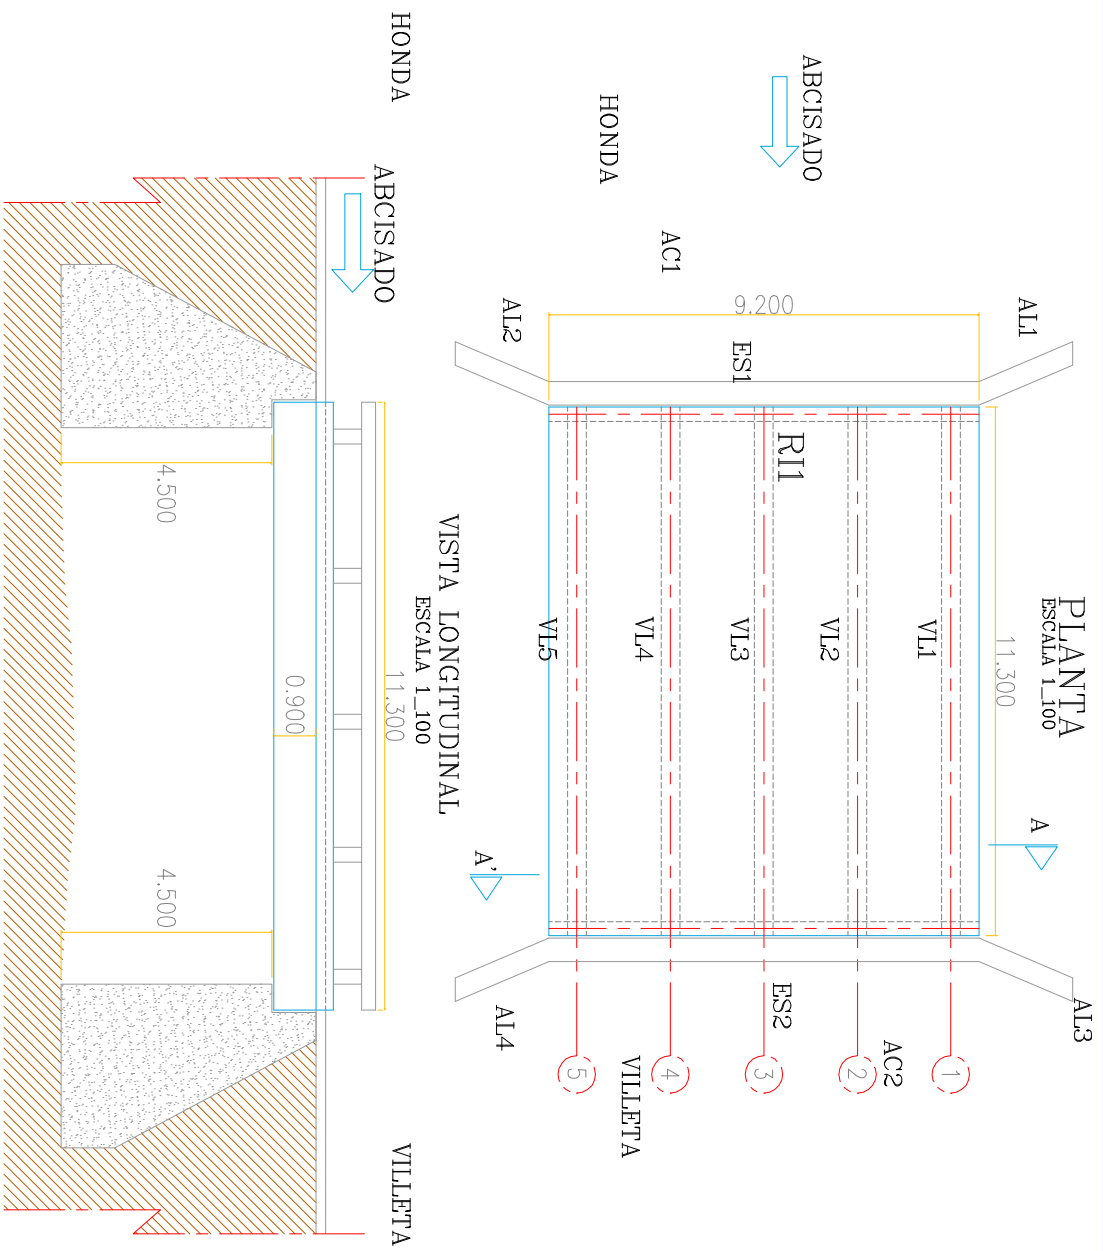 PLANTA
ESCALA 1_100
ABCISADO
HONDA
AC1
AL1
AL2
AL3
AL4
11.300
9.200
ES1
RI1
VL1
VL2
VL3
VL4
VL5
A
A'
ES2
AC2
VILLETA
1
2
3
4
5
VISTA LONGITUDINAL
ESCALA 1_100
HONDA
ABCISADO
11.300
0.900
4.500
4.500
VILLETA